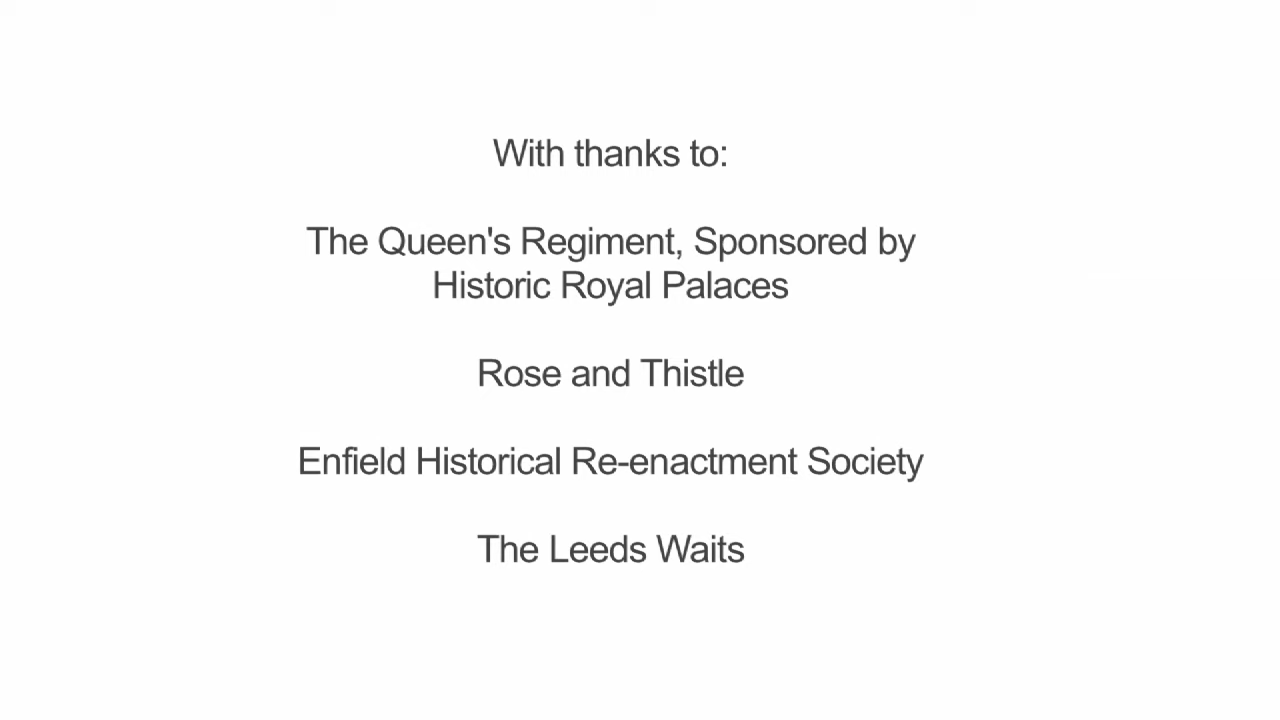 With thanks to:
The Queen's Regiment, Sponsored by
Historic Royal Palaces
Rose and Thistle
Enfield Historical Re-enactment Society
The Leeds Waits